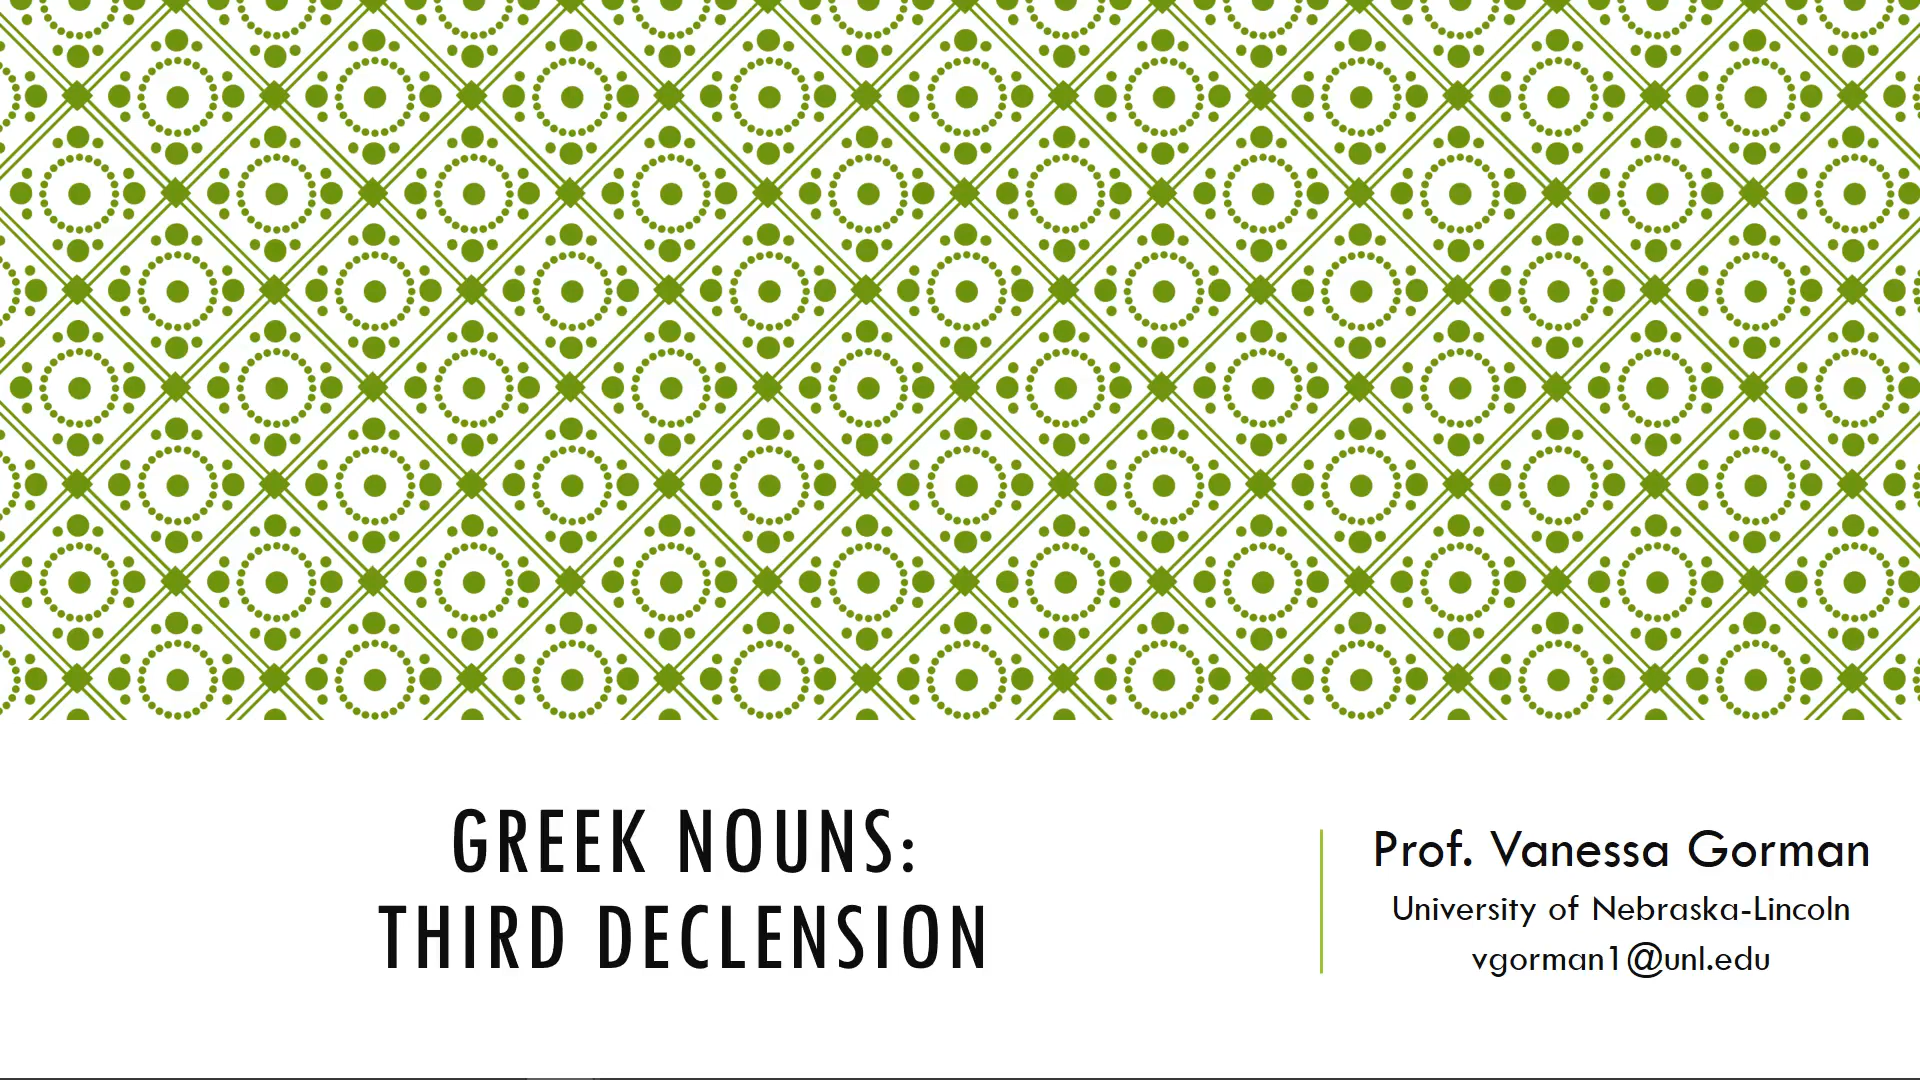 GREEK NOUNS:
THIRD DECLENSION
Prof. Vanessa Gorman
University of Nebraska-Lincoln
vgorman1@unl.edu